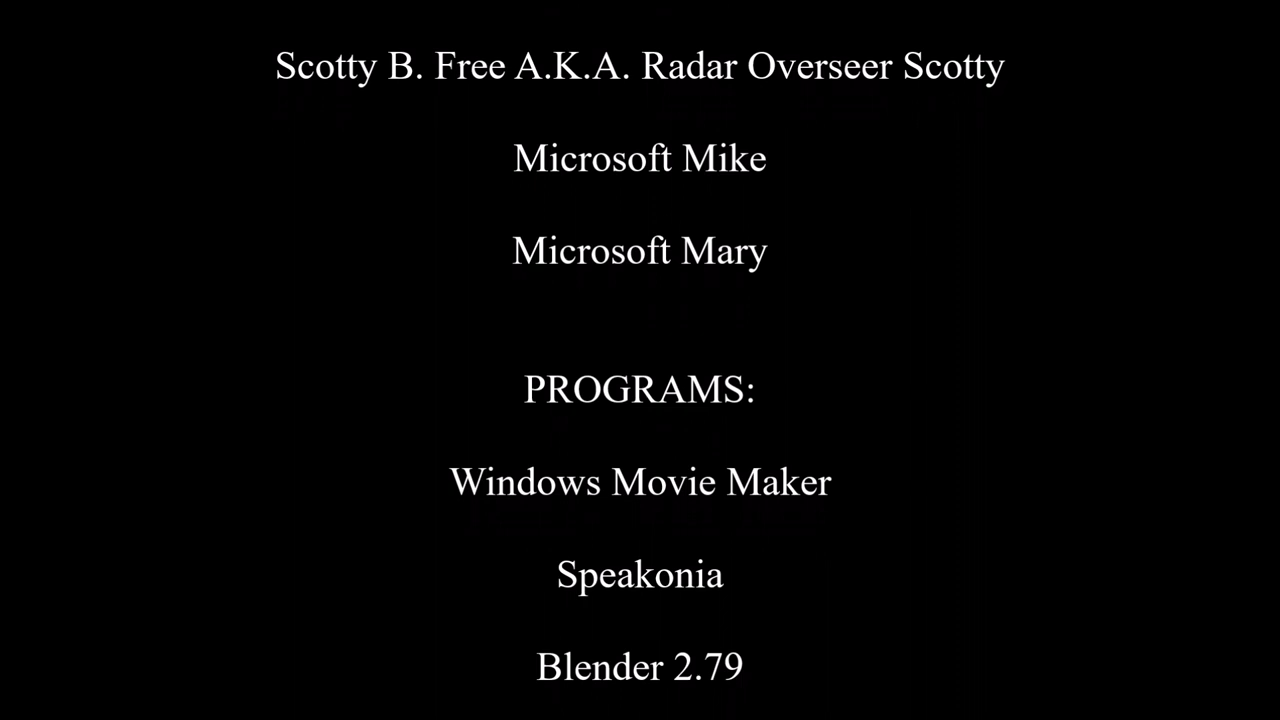 Scotty B. Free A.K.A. Radar Overseer Scotty
Microsoft Mike
Microsoft Mary
PROGRAMS:
Windows Movie Maker
Speakonia
Blender 2.79